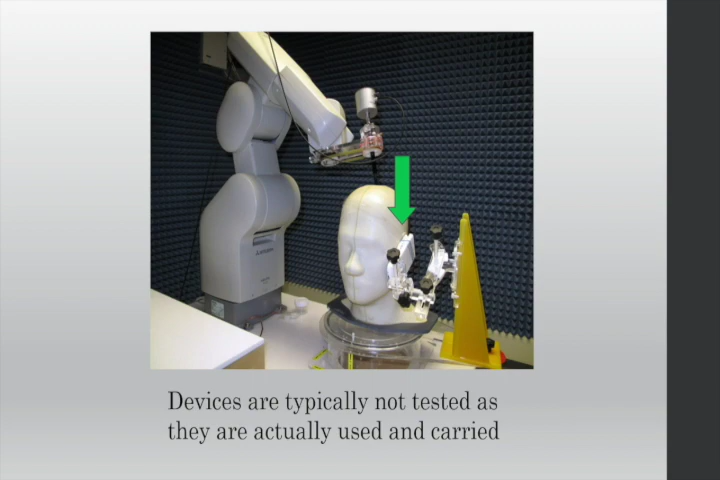 Devices are typically not tested as
they are actually used and carried